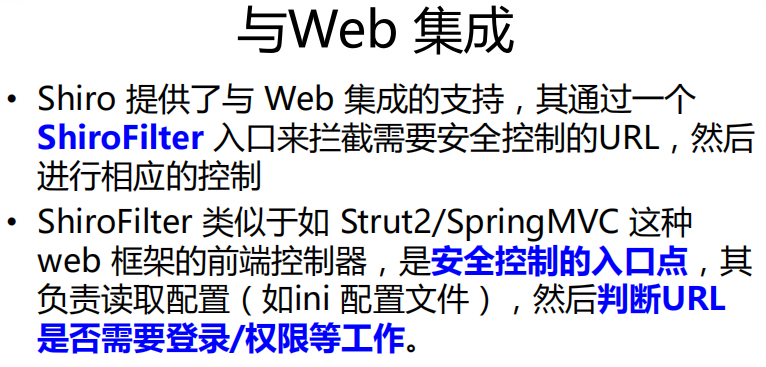 与Web 集成
• Shiro 提供了与 Web 集成的支持，其通过一个
ShiroFilter 入口来拦截需要安全控制的URL，然后
进行相应的控制
• ShiroFilter 类似于如 Strut2/SpringMVC 这种
web 框架的前端控制器，是安全控制的入口点，其
负责读取配置（如ini 配置文件），然后判断URL
是否需要登录/权限等工作。